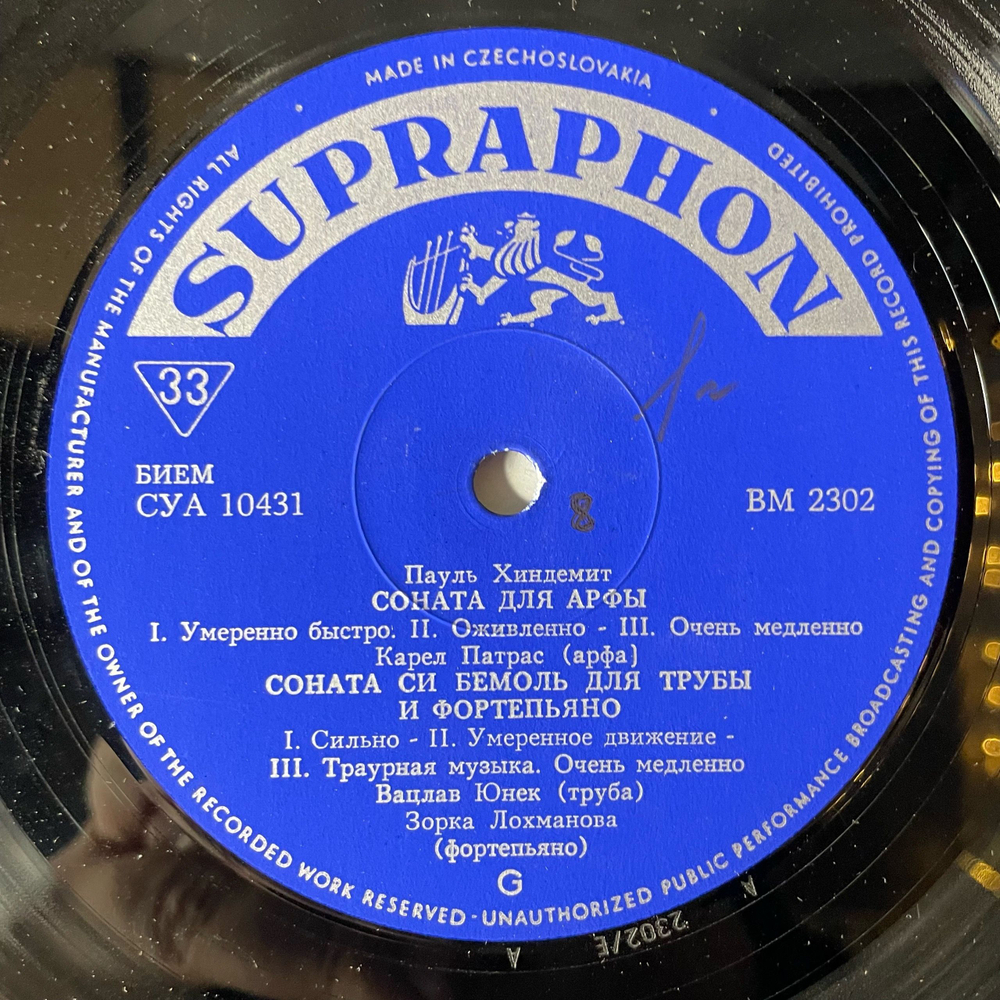 MADE IN CZECHOSLOVAKIA
ALL RIGHTS OF THE MANUFACTURER AND OF THE OWNER OF THE RECORDED WORK RESERVED · UNAUTHORIZED PUBLIC PERFORMANCE BROADCASTING AND COPYING OF THIS RECORD PROHIBITED
SUPRAPHON
33
БИЕМ
СУА 10431
ВМ 2302
8
Пауль Хиндемит
СОНАТА ДЛЯ АРФЫ
I. Умеренно быстро. II. Оживленно - III. Очень медленно
Карел Патрас (арфа)
СОНАТА СИ БЕМОЛЬ ДЛЯ ТРУБЫ
И ФОРТЕПЬЯНО
I. Сильно - II. Умеренное движение -
III. Траурная музыка. Очень медленно
Вацлав Юнек (труба)
Зорка Лохманова
(фортепьяно)
G
A
2302/E
A